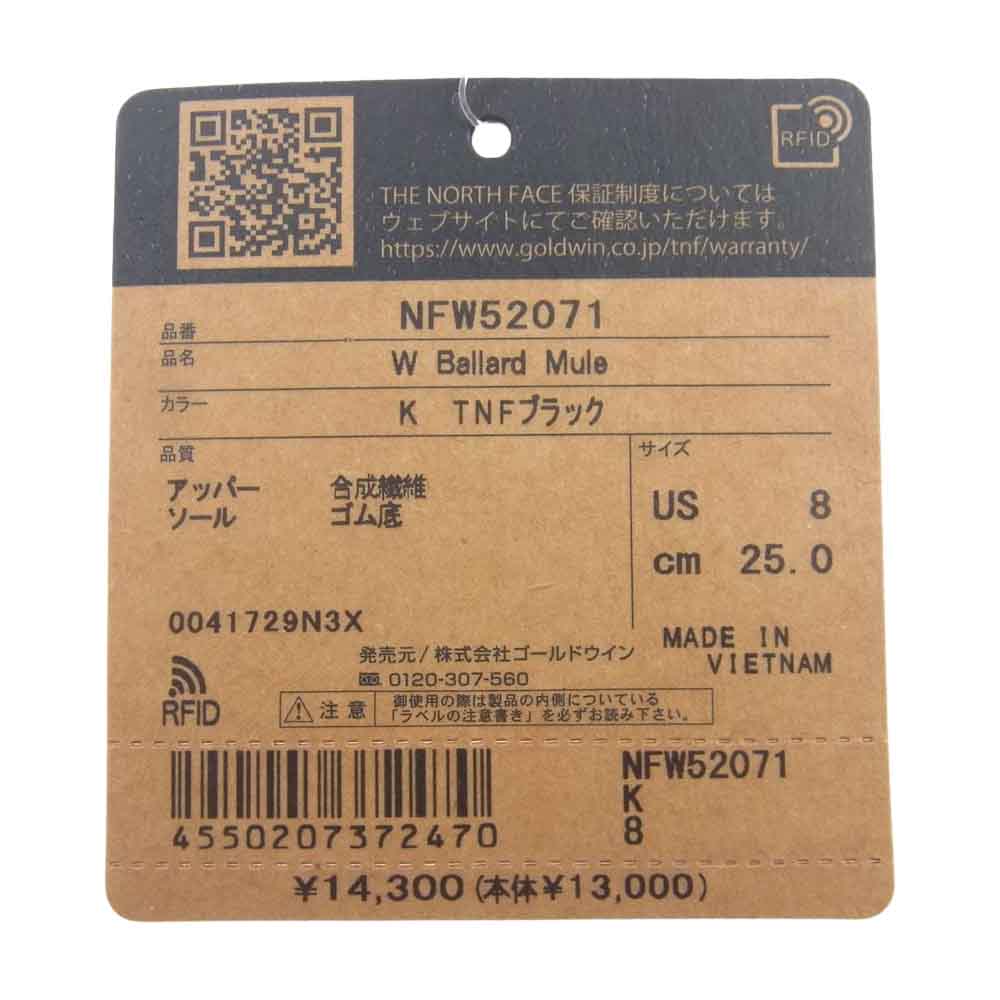 RFID
THE NORTH FACE 保証制度については
ウェブサイトにてご確認いただけます。
https://www.goldwin.co.jp/tnf/warranty/
品番 NFW52071
品名 W Ballard Mule
カラー K TNFブラック
品質
アッパー 合成繊維
ソール ゴム底
サイズ
US 8
cm 25.0
0041729N3X
MADE IN
VIETNAM
発売元/株式会社ゴールドウイン
0120-307-560
RFID
注意
御使用の際は製品の内側についている
「ラベルの注意書き」を必ずお読み下さい。
4550207372470
NFW52071
K
8
¥14,300(本体¥13,000)